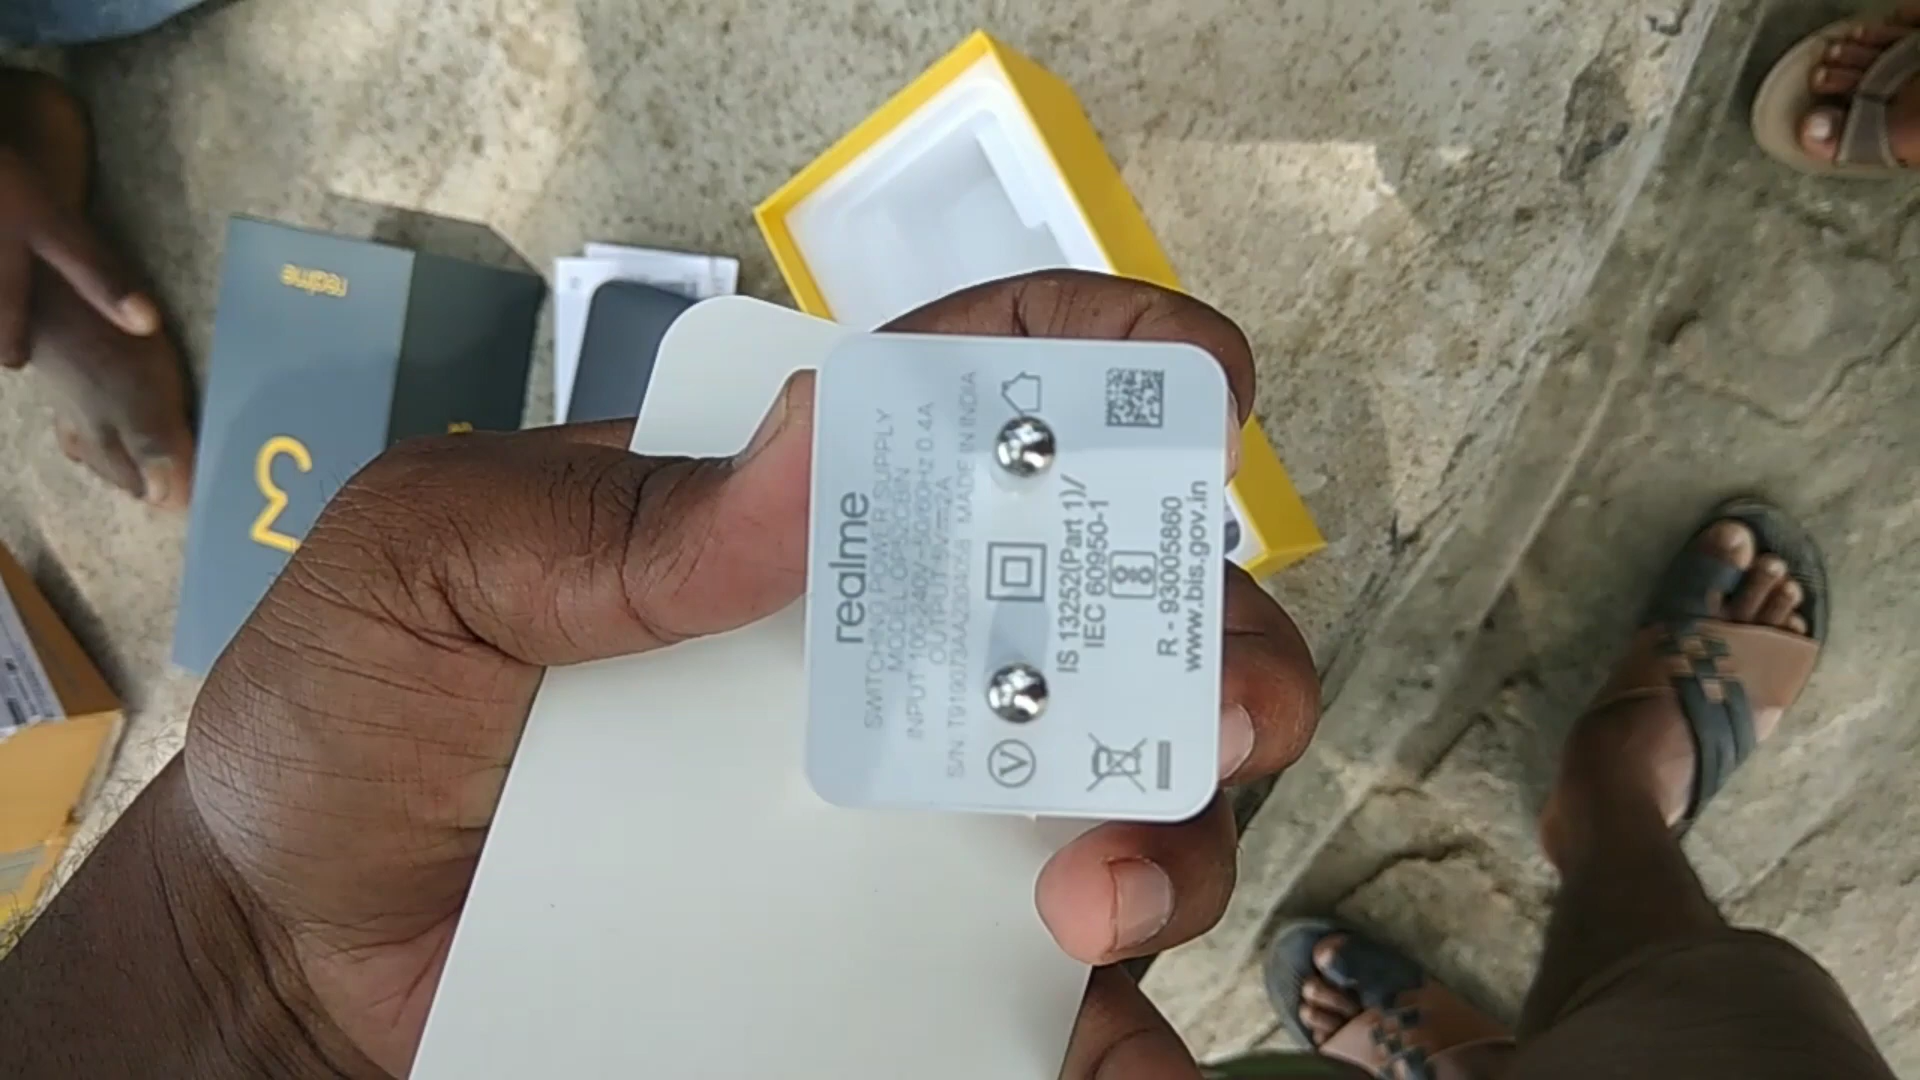 realme
SWITCHING POWER SUPPLY
MODEL: OP52CBIN
INPUT: 100-240V~50/60Hz 0.4A
OUTPUT: 5V⎓2A
MADE IN INDIA
IS 13252(Part 1)/
IEC 60950-1
R - 93005860
www.bis.gov.in
V
realme
3